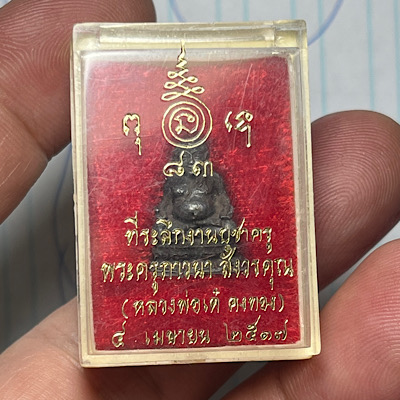 ๘๓
ที่ระลึกงานบูชาครู
พระครูภาวนา สังวรคุณ
(หลวงพ่อเต๋ คงทอง)
๔ เมษายน ๒๕๑๗